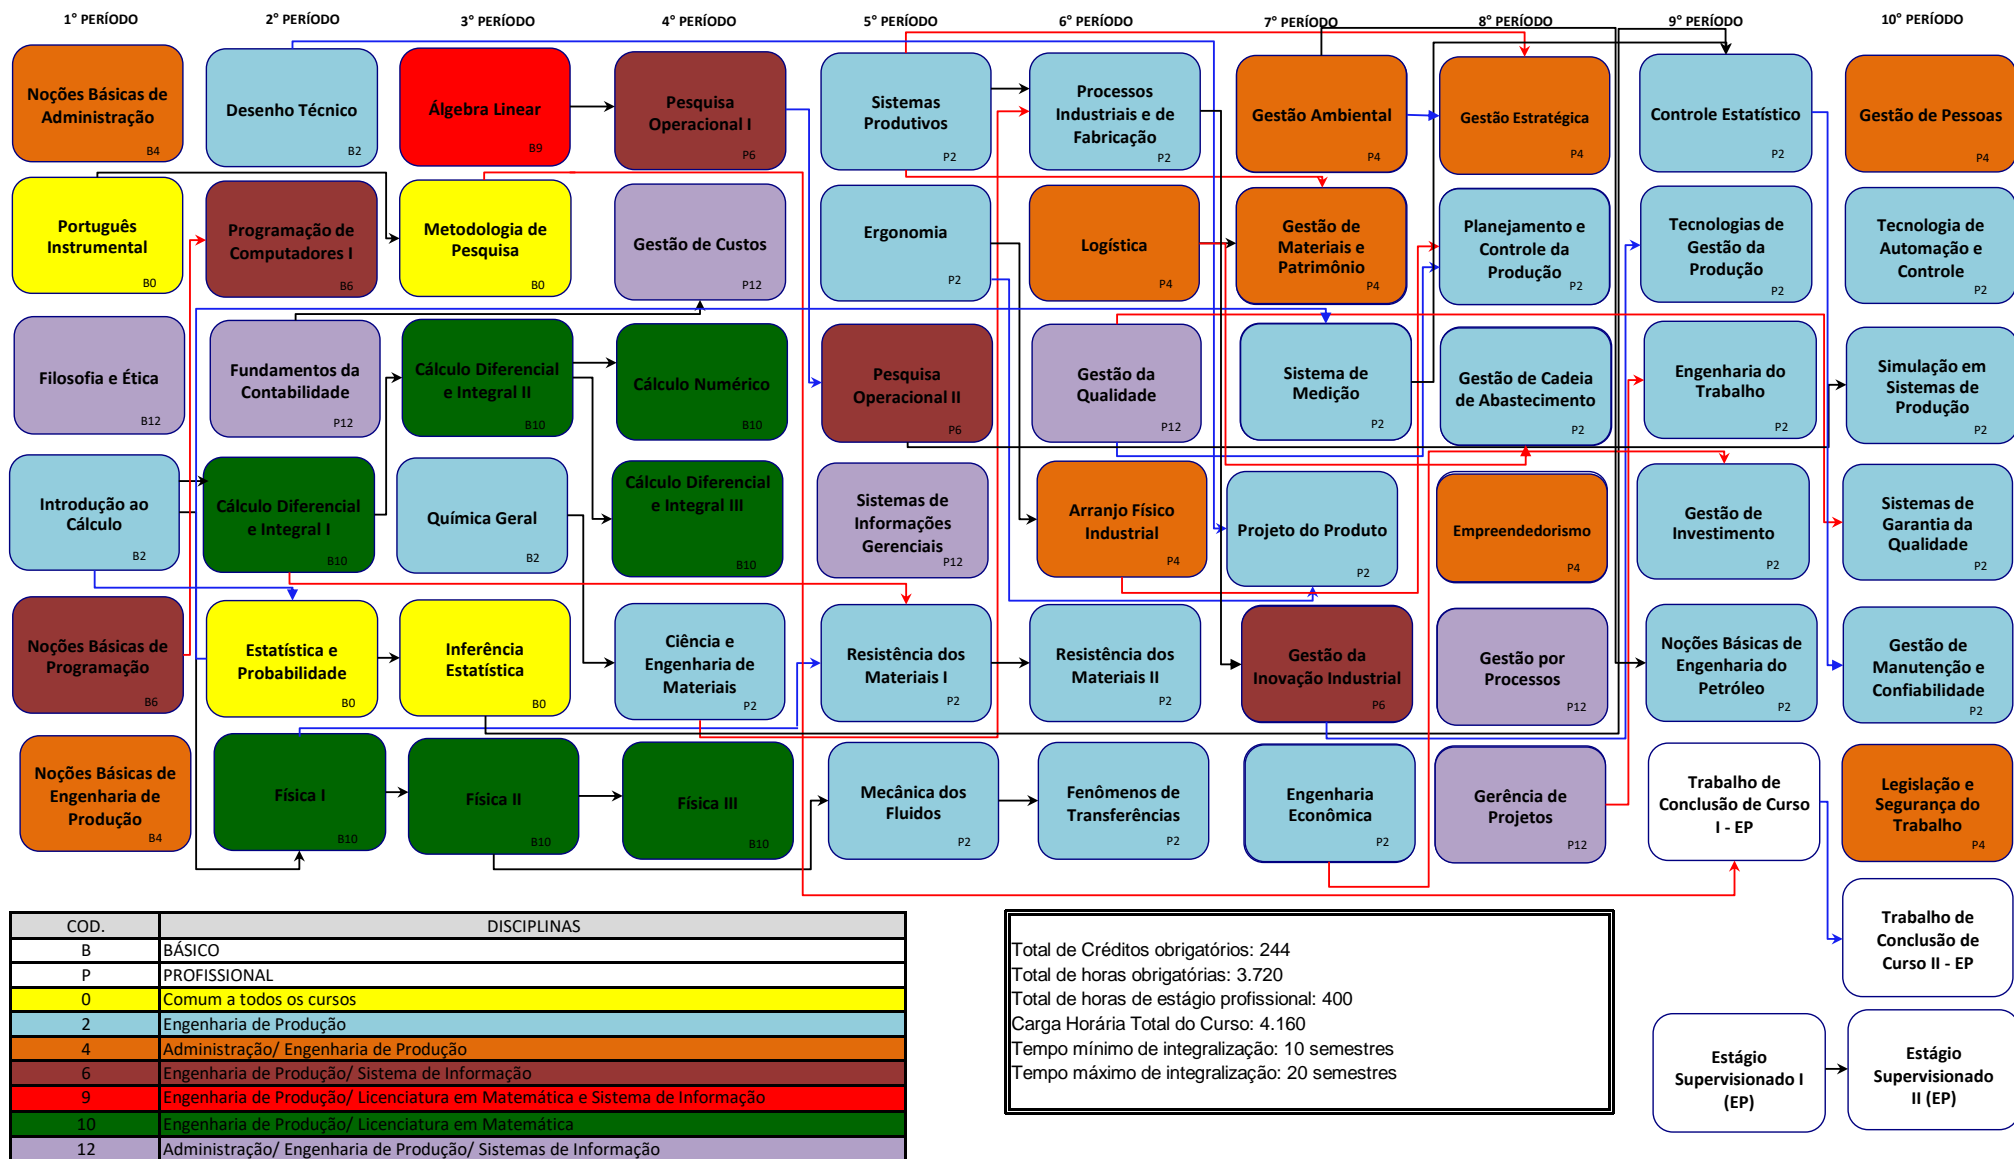 1° PERÍODO
2° PERÍODO
3° PERÍODO
4° PERÍODO
5° PERÍODO
6° PERÍODO
7° PERÍODO
8° PERÍODO
9° PERÍODO
10° PERÍODO
Noções Básicas de
Administração
B4
Desenho Técnico
B2
Álgebra Linear
B9
Pesquisa
Operacional I
P6
Sistemas
Produtivos
P2
Processos
Industriais e de
Fabricação
P2
Gestão Ambiental
P4
Gestão Estratégica
P4
Controle Estatístico
P2
Gestão de Pessoas
P4
Português
Instrumental
B0
Programação de
Computadores I
B6
Metodologia de
Pesquisa
B0
Gestão de Custos
P12
Ergonomia
P2
Logística
P4
Gestão de
Materiais e
Patrimônio
P4
Planejamento e
Controle da
Produção
P2
Tecnologias de
Gestão da
Produção
P2
Tecnologia de
Automação e
Controle
P2
Filosofia e Ética
B12
Fundamentos da
Contabilidade
P12
Cálculo Diferencial
e Integral II
B10
Cálculo Numérico
B10
Pesquisa
Operacional II
P6
Gestão da
Qualidade
P12
Sistema de
Medição
P2
Gestão de Cadeia
de Abastecimento
P2
Engenharia do
Trabalho
P2
Simulação em
Sistemas de
Produção
P2
Introdução ao
Cálculo
B2
Cálculo Diferencial
e Integral I
B10
Química Geral
B2
Cálculo Diferencial
e Integral III
B10
Sistemas de
Informações
Gerenciais
P12
Arranjo Físico
Industrial
P4
Projeto do Produto
P2
Empreendedorismo
P4
Gestão de
Investimento
P2
Sistemas de
Garantia da
Qualidade
P2
Noções Básicas de
Programação
B6
Estatística e
Probabilidade
B0
Inferência
Estatística
B0
Ciência e
Engenharia de
Materiais
P2
Resistência dos
Materiais I
P2
Resistência dos
Materiais II
P2
Gestão da
Inovação Industrial
P6
Gestão por
Processos
P12
Noções Básicas de
Engenharia do
Petróleo
P2
Gestão de
Manutenção e
Confiabilidade
P2
Noções Básicas de
Engenharia de
Produção
B4
Física I
B10
Física II
B10
Física III
B10
Mecânica dos
Fluidos
P2
Fenômenos de
Transferências
P2
Engenharia
Econômica
P2
Gerência de
Projetos
P12
Trabalho de
Conclusão de Curso
I - EP
Legislação e
Segurança do
Trabalho
P4
Trabalho de
Conclusão de
Curso II - EP
Estágio
Supervisionado I
(EP)
Estágio
Supervisionado
II (EP)
COD. DISCIPLINAS
B BÁSICO
P PROFISSIONAL
0 Comum a todos os cursos
2 Engenharia de Produção
4 Administração/ Engenharia de Produção
6 Engenharia de Produção/ Sistema de Informação
9 Engenharia de Produção/ Licenciatura em Matemática e Sistema de Informação
10 Engenharia de Produção/ Licenciatura em Matemática
12 Administração/ Engenharia de Produção/ Sistemas de Informação
Total de Créditos obrigatórios: 244
Total de horas obrigatórias: 3.720
Total de horas de estágio profissional: 400
Carga Horária Total do Curso: 4.160
Tempo mínimo de integralização: 10 semestres
Tempo máximo de integralização: 20 semestres